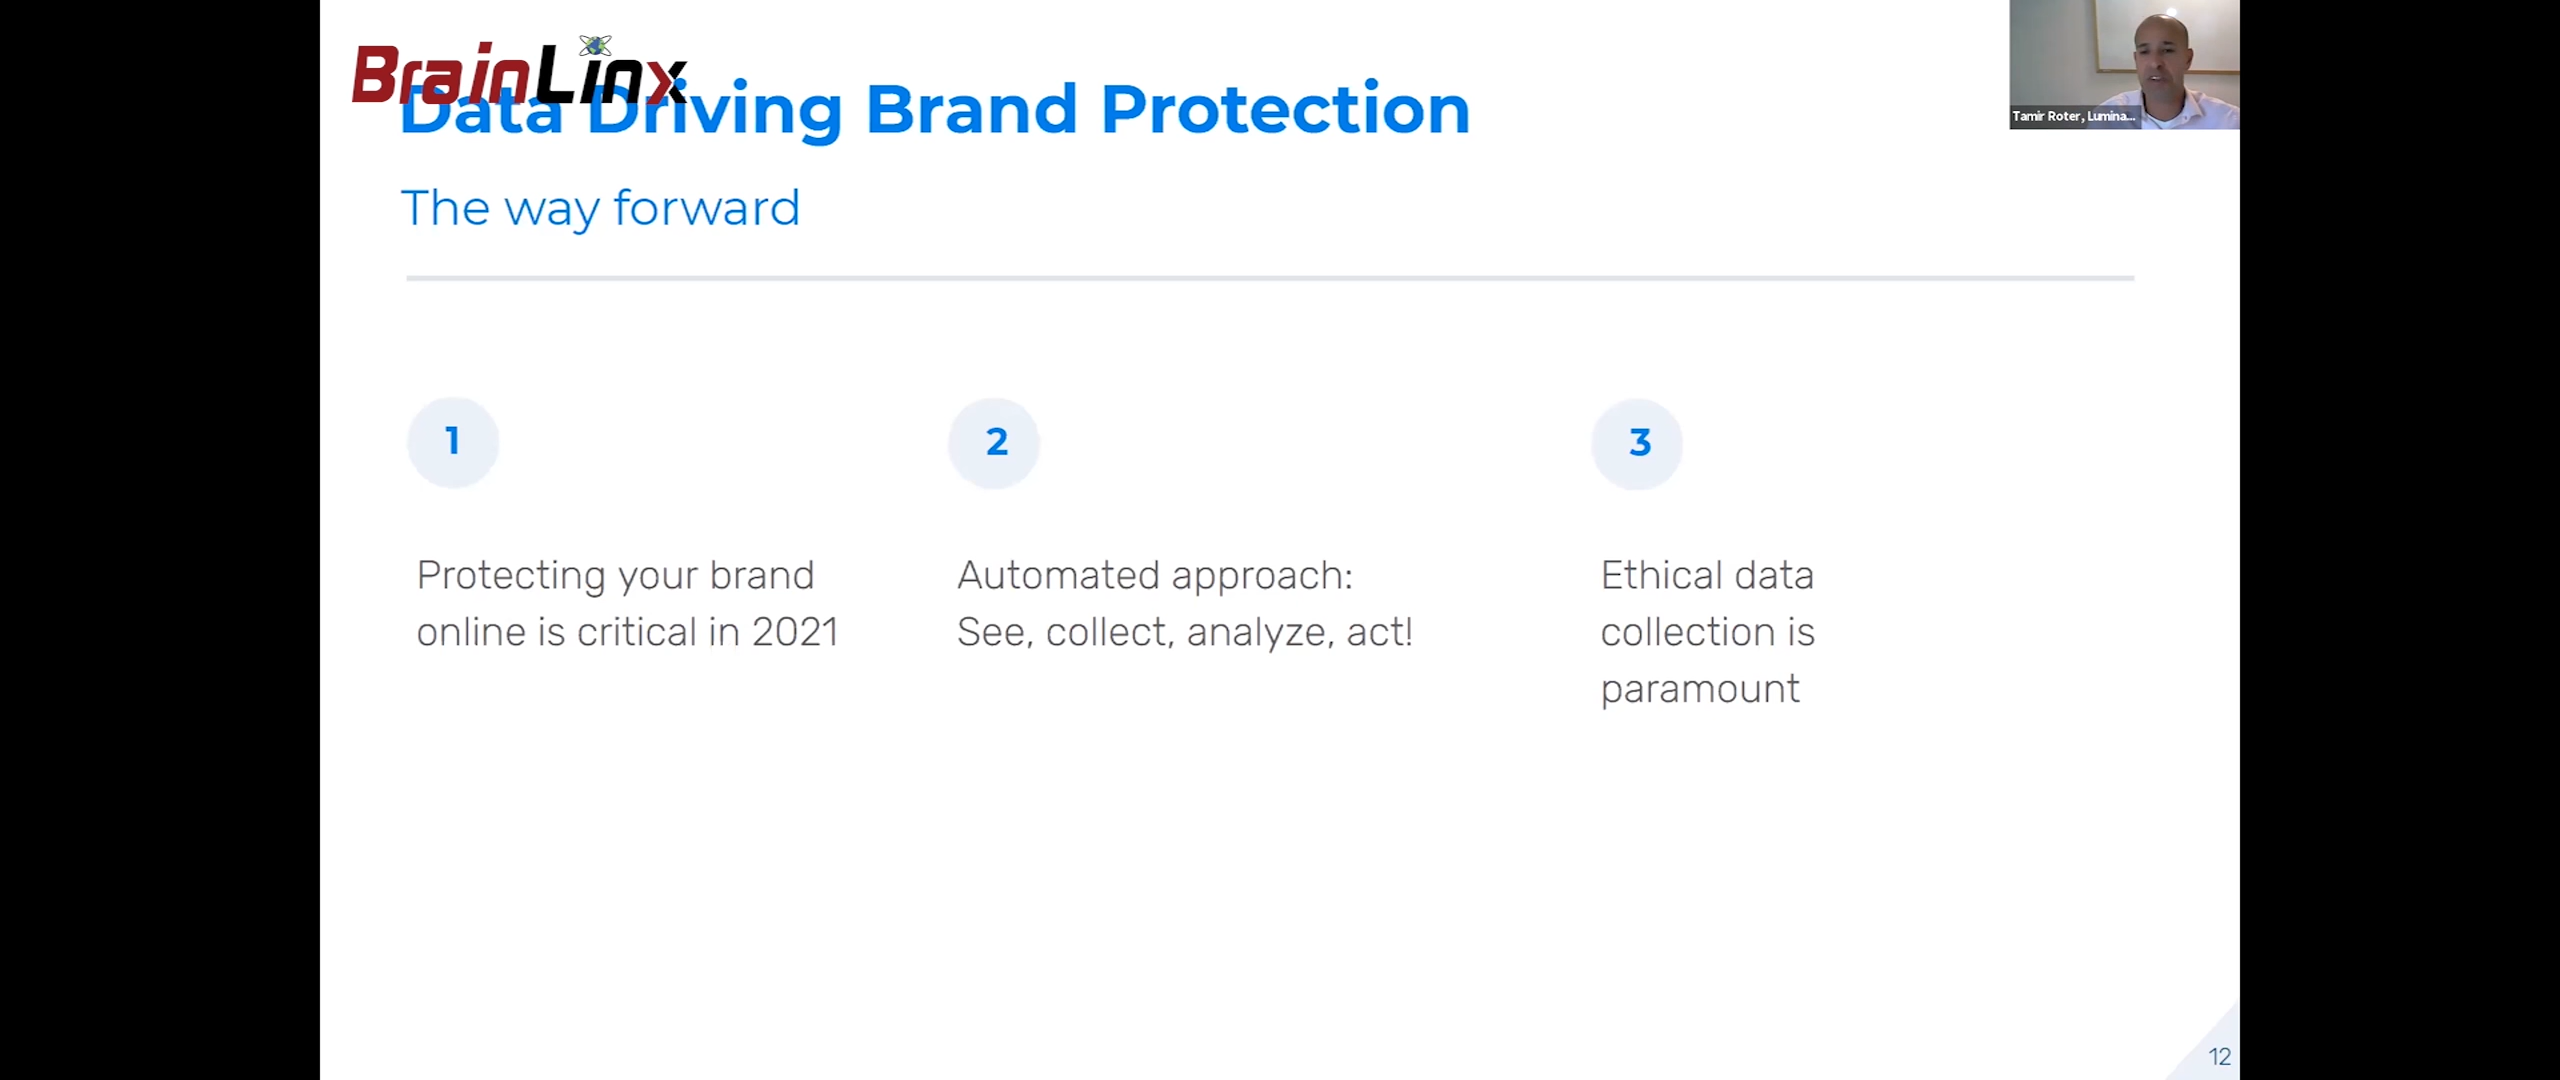 BrainLinx
Data Driving Brand Protection
Tamir Roter, Lumina...
The way forward
1
2
3
Protecting your brand
online is critical in 2021
Automated approach:
See, collect, analyze, act!
Ethical data
collection is
paramount
12